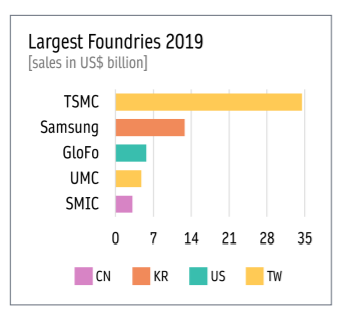 Largest Foundries 2019
[sales in US$ billion]
TSMC
Samsung
GloFo
UMC
SMIC
0 7 14 21 28 35
CN KR US TW